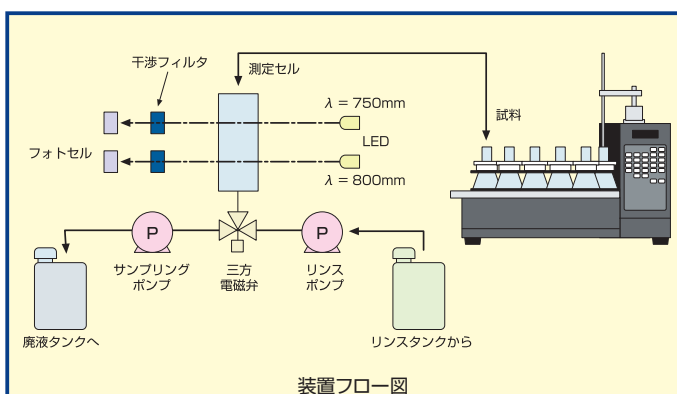 干渉フィルタ
測定セル
λ = 750mm
試料
LED
フォトセル
λ = 800mm
P
P
サンプリング
ポンプ
三方
電磁弁
リンス
ポンプ
廃液タンクへ
リンスタンクから
装置フロー図